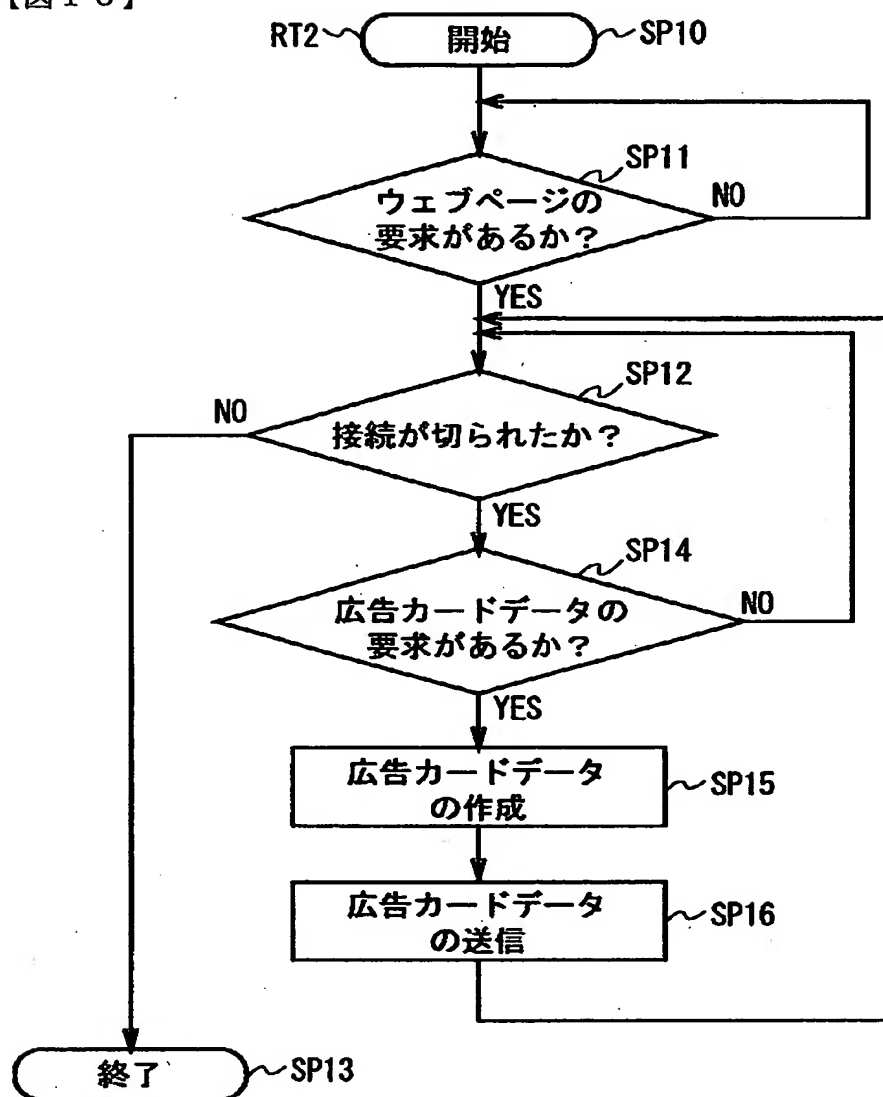 RT2
開始
SP10
SP11
ウェブページの
要求があるか？
NO
YES
SP12
NO
接続が切られたか？
YES
SP14
広告カードデータの
要求があるか？
NO
YES
広告カードデータ
の作成
SP15
広告カードデータ
の送信
SP16
終了
SP13